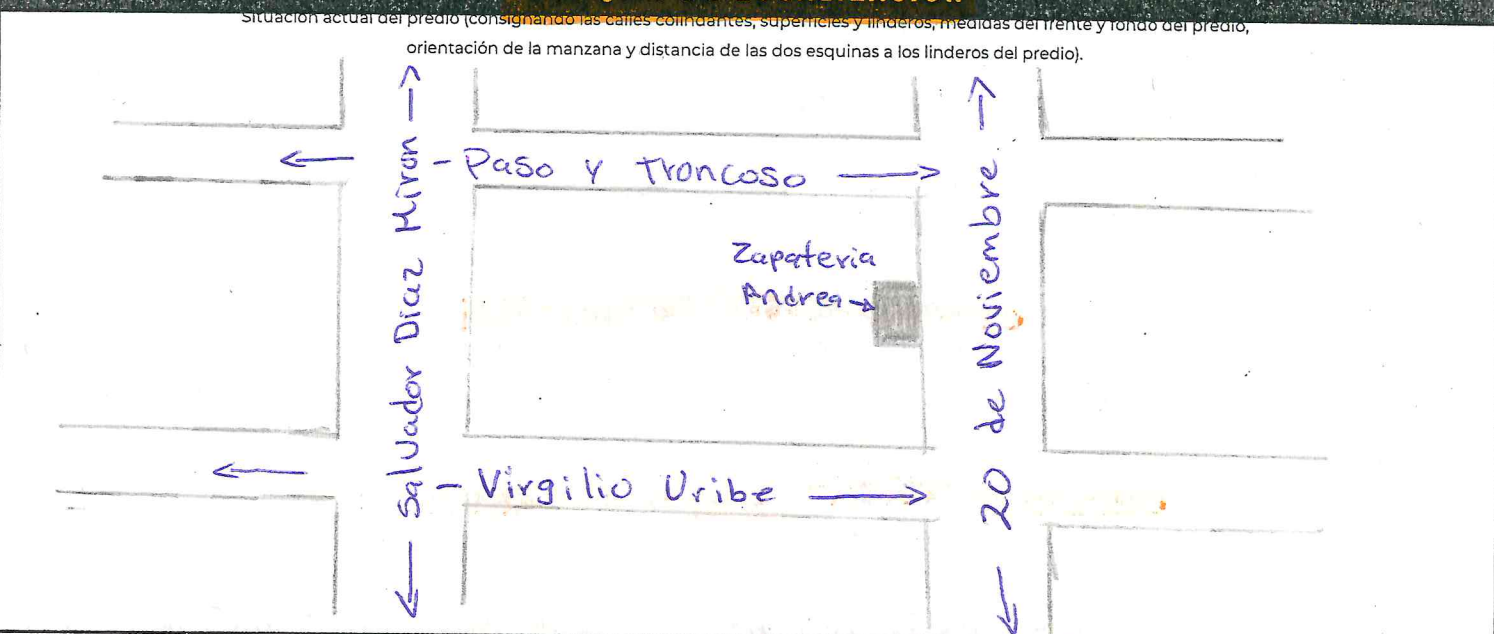 Situación actual del predio (consignando las calles colindantes, superficies y linderos, medidas del frente y fondo del predio,
orientación de la manzana y distancia de las dos esquinas a los linderos del predio).
← Salvador Diaz Miron →
← - Paso y Troncoso →
Zapateria
Andrea →
← 20 de Noviembre →
← - Virgilio Uribe →